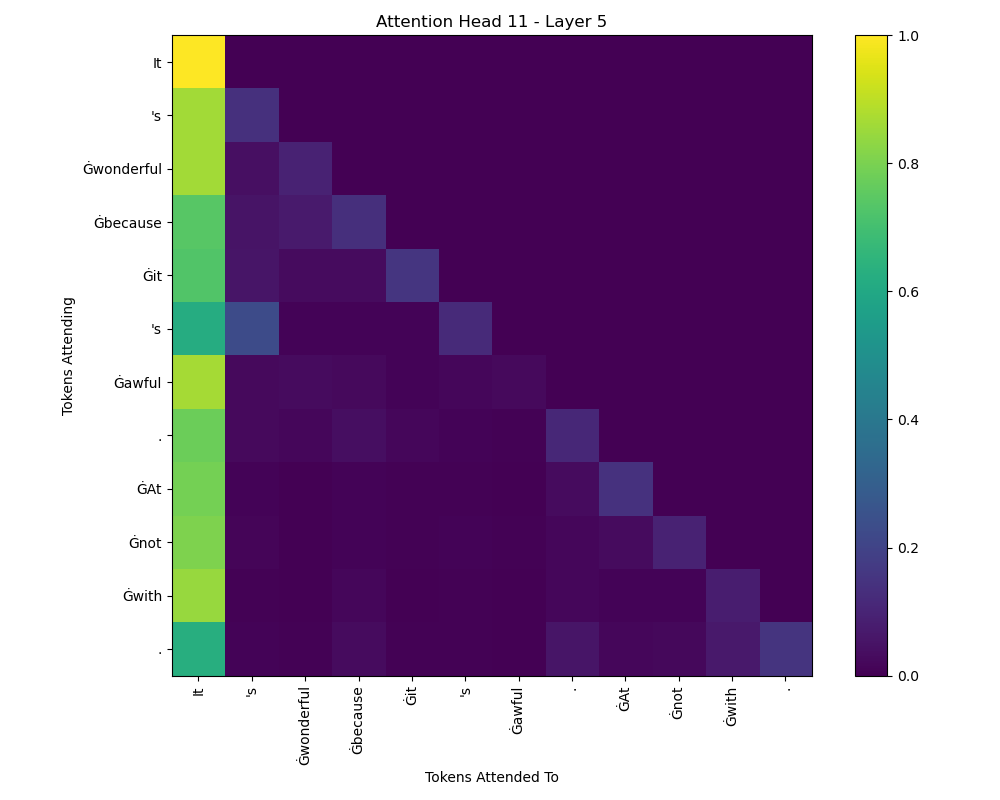 Attention Head 11 - Layer 5
It
's
Ġwonderful
Ġbecause
Ġit
's
Ġawful
.
ĠAt
Ġnot
Ġwith
.
Tokens Attending
It
's
Ġwonderful
Ġbecause
Ġit
's
Ġawful
.
ĠAt
Ġnot
Ġwith
.
Tokens Attended To
1.0
0.8
0.6
0.4
0.2
0.0